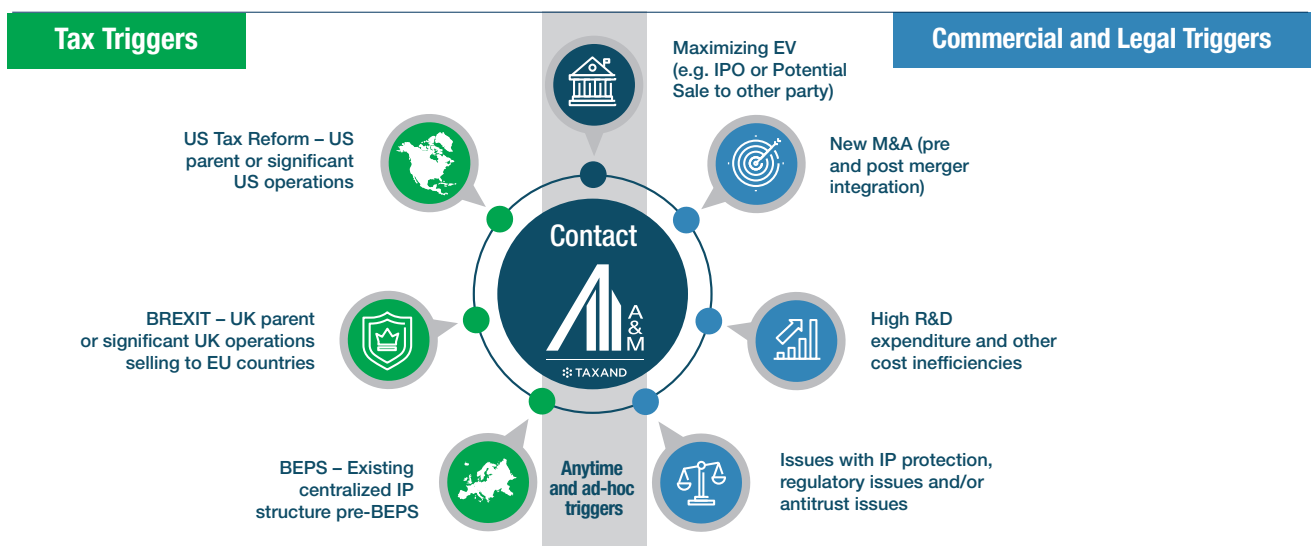 Tax Triggers
Commercial and Legal Triggers
Maximizing EV
(e.g. IPO or Potential
Sale to other party)
US Tax Reform – US
parent or significant
US operations
New M&A (pre
and post merger
integration)
Contact
A
&
M
TAXAND
BREXIT – UK parent
or significant UK operations
selling to EU countries
High R&D
expenditure and other
cost inefficiencies
BEPS – Existing
centralized IP
structure pre-BEPS
Anytime
and ad-hoc
triggers
Issues with IP protection,
regulatory issues and/or
antitrust issues